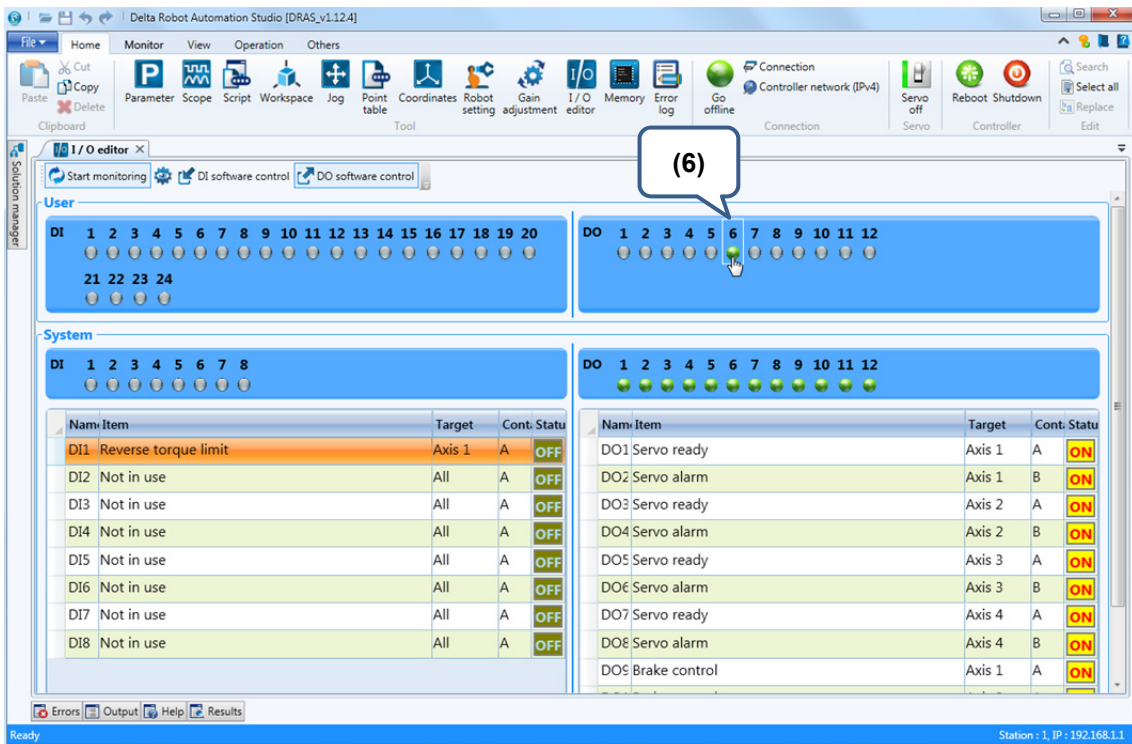 Delta Robot Automation Studio [DRAS_v1.12.4]
File Home Monitor View Operation Others
Paste Cut Copy Delete
Parameter Scope Script Workspace Jog Point table Coordinates Robot setting Gain adjustment I/O editor Memory Error log
Go offline Connection Controller network (IPv4)
Servo off Reboot Shutdown
Search Select all Replace
Clipboard Tool Connection Servo Controller Edit
I / O editor
Solution manager
(6)
Start monitoring DI software control DO software control
User
DI 1 2 3 4 5 6 7 8 9 10 11 12 13 14 15 16 17 18 19 20
21 22 23 24
DO 1 2 3 4 5 6 7 8 9 10 11 12
System
DI 1 2 3 4 5 6 7 8
DO 1 2 3 4 5 6 7 8 9 10 11 12
Nam Item Target Cont Statu
DI1 Reverse torque limit Axis 1 A OFF
DI2 Not in use All A OFF
DI3 Not in use All A OFF
DI4 Not in use All A OFF
DI5 Not in use All A OFF
DI6 Not in use All A OFF
DI7 Not in use All A OFF
DI8 Not in use All A OFF
Nam Item Target Cont Statu
DO1 Servo ready Axis 1 A ON
DO2 Servo alarm Axis 1 B ON
DO3 Servo ready Axis 2 A ON
DO4 Servo alarm Axis 2 B ON
DO5 Servo ready Axis 3 A ON
DO6 Servo alarm Axis 3 B ON
DO7 Servo ready Axis 4 A ON
DO8 Servo alarm Axis 4 B ON
DO9 Brake control Axis 1 A ON
Errors Output Help Results
Ready Station : 1, IP : 192.168.1.1